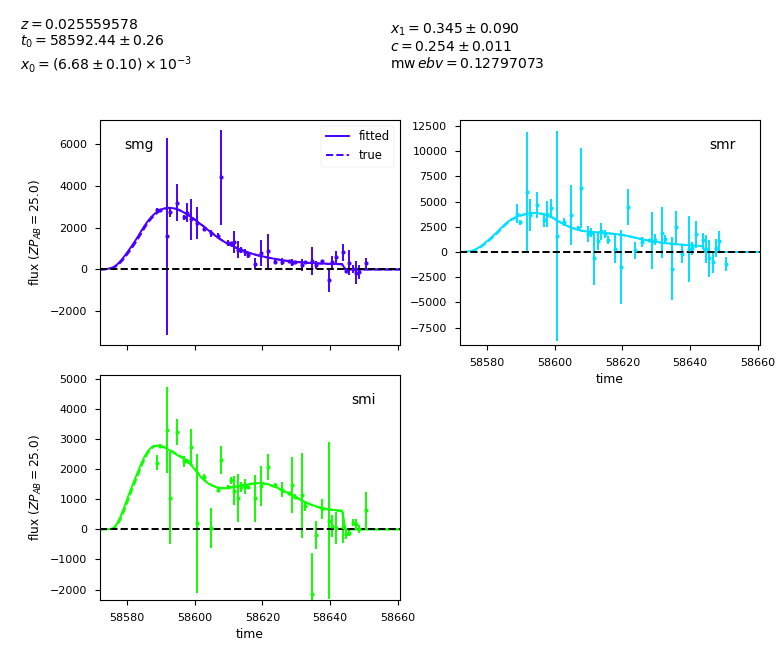 z = 0.025559578
t₀ = 58592.44 ± 0.26
x₀ = (6.68 ± 0.10) × 10⁻³
x₁ = 0.345 ± 0.090
c = 0.254 ± 0.011
mwebv = 0.12797073
6000
4000
2000
0
−2000
flux (ZP_AB = 25.0)
smg
fitted
true
12500
10000
7500
5000
2500
0
−2500
−5000
−7500
smr
58580 58600 58620 58640 58660
time
5000
4000
3000
2000
1000
0
−1000
−2000
flux (ZP_AB = 25.0)
smi
58580 58600 58620 58640 58660
time